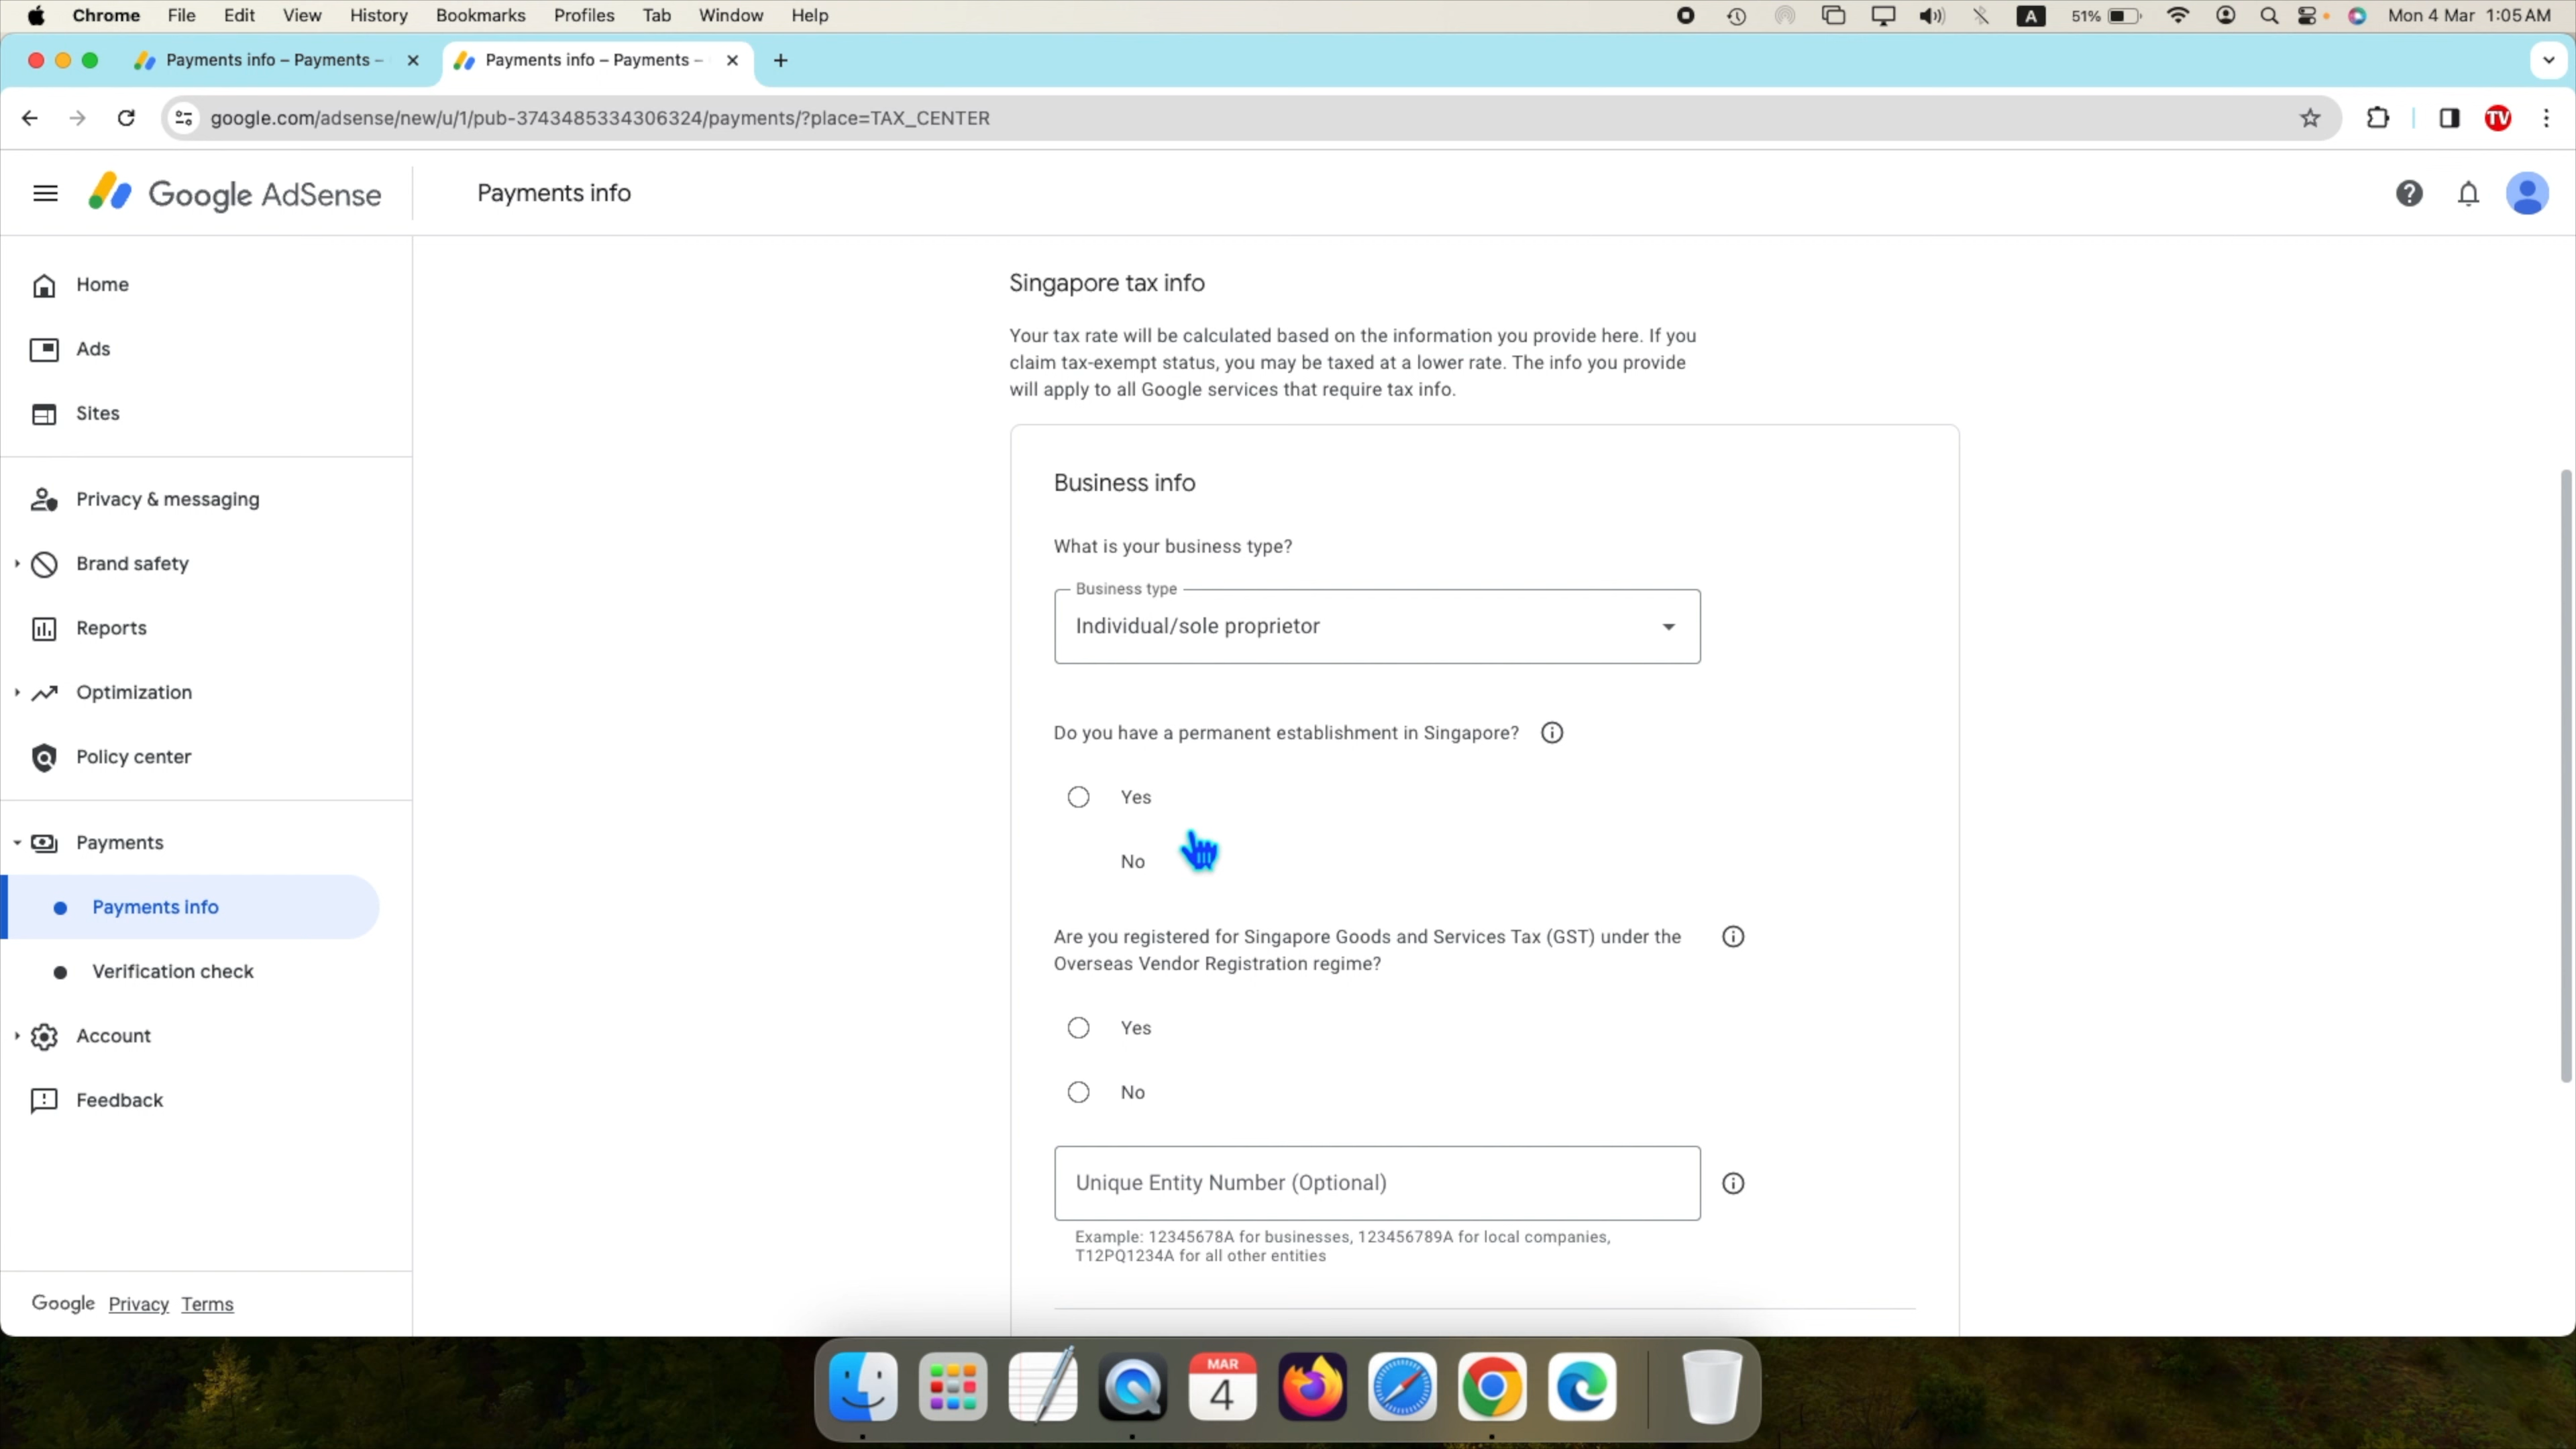 Chrome File Edit View History Bookmarks Profiles Tab Window Help A 51% Mon 4 Mar 1:05 AM
Payments info – Payments – Payments info – Payments –
google.com/adsense/new/u/1/pub-3743485334306324/payments/?place=TAX_CENTER TV
Google AdSense Payments info
Home
Ads
Sites
Privacy & messaging
Brand safety
Reports
Optimization
Policy center
Payments
Payments info
Verification check
Account
Feedback
Google Privacy Terms
Singapore tax info
Your tax rate will be calculated based on the information you provide here. If you
claim tax-exempt status, you may be taxed at a lower rate. The info you provide
will apply to all Google services that require tax info.
Business info
What is your business type?
Business type
Individual/sole proprietor
Do you have a permanent establishment in Singapore?
Yes
No
Are you registered for Singapore Goods and Services Tax (GST) under the
Overseas Vendor Registration regime?
Yes
No
Unique Entity Number (Optional)
Example: 12345678A for businesses, 123456789A for local companies,
T12PQ1234A for all other entities
MAR
4